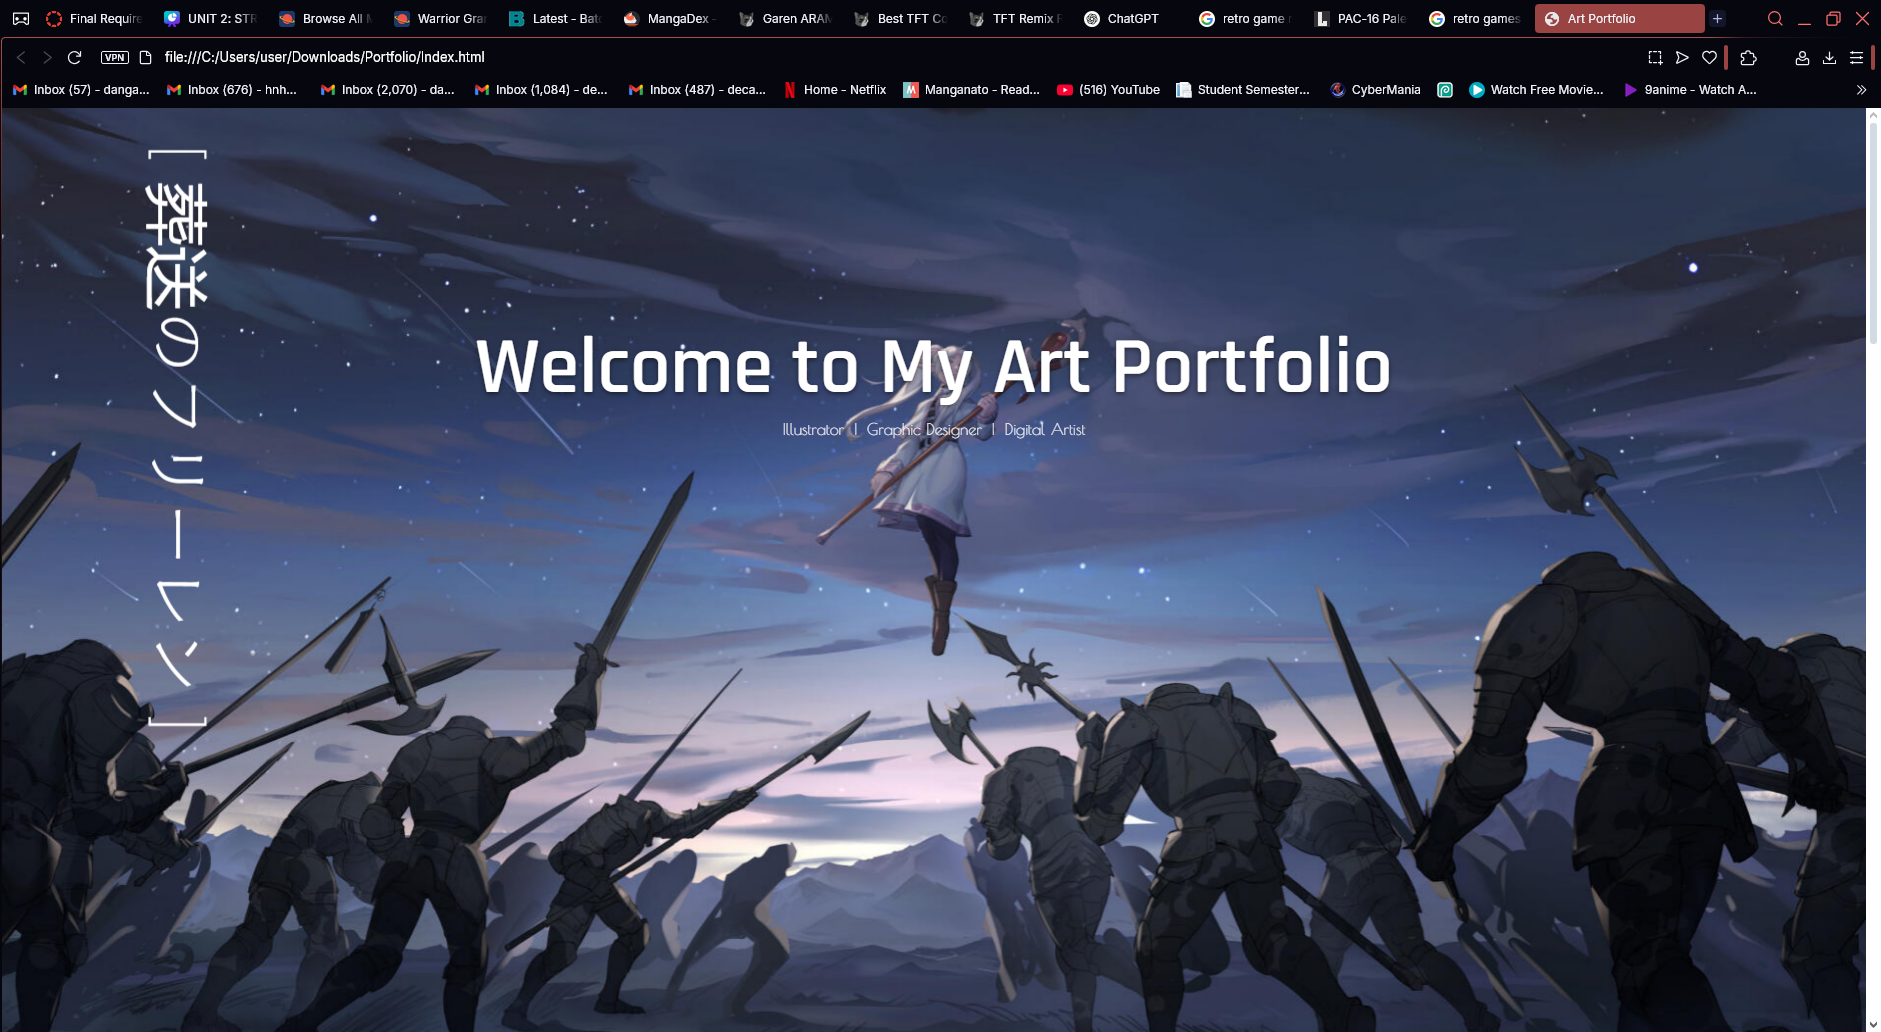 Final Require
UNIT 2: STR
Browse All M
Warrior Gran
Latest - Bato
MangaDex -
Garen ARAM
Best TFT Co
TFT Remix R
ChatGPT
retro game r
PAC-16 Pale
retro games
Art Portfolio
VPN
file:///C:/Users/user/Downloads/Portfolio/index.html
Inbox (57) - danga...
Inbox (676) - hnh...
Inbox (2,070) - da...
Inbox (1,084) - de...
Inbox (487) - deca...
Home - Netflix
Manganato - Read...
(516) YouTube
Student Semester...
CyberMania
Watch Free Movie...
9anime - Watch A...
[葬送のフリーレン]
Welcome to My Art Portfolio
Illustrator | Graphic Designer | Digital Artist